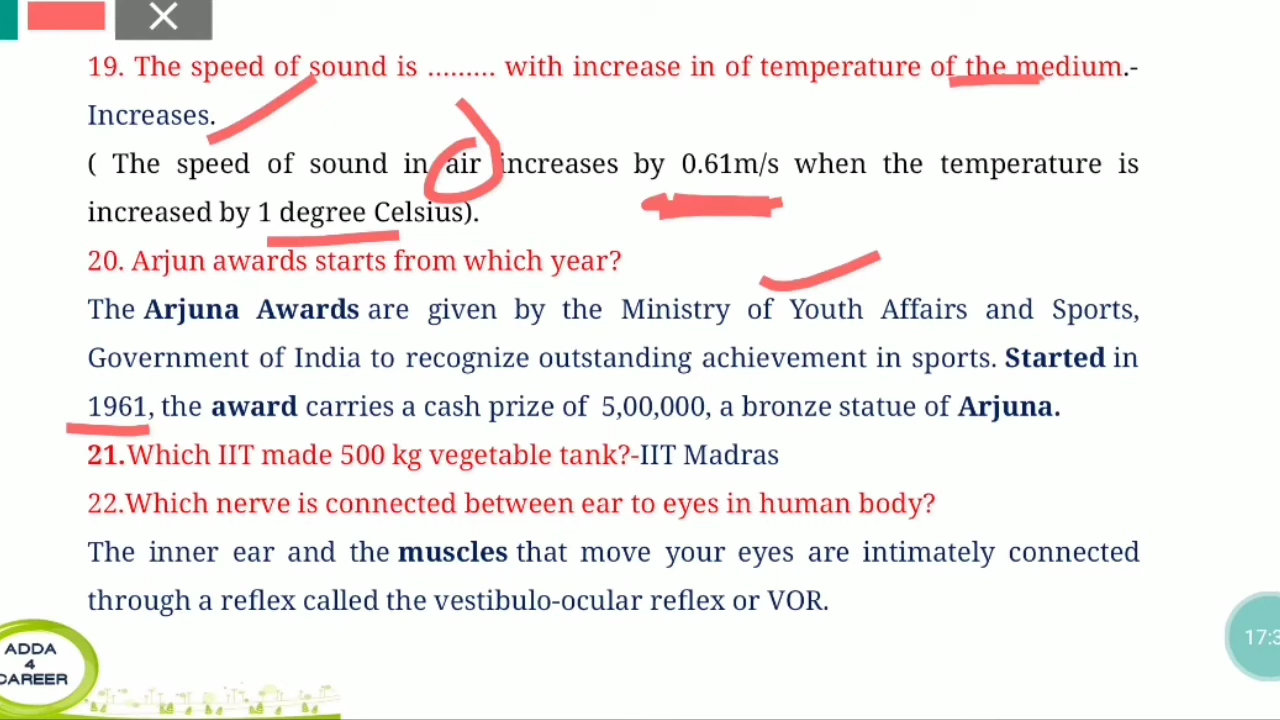 19. The speed of sound is ......... with increase in of temperature of the medium.-
Increases.
( The speed of sound in air increases by 0.61m/s when the temperature is
increased by 1 degree Celsius).
20. Arjun awards starts from which year?
The Arjuna Awards are given by the Ministry of Youth Affairs and Sports,
Government of India to recognize outstanding achievement in sports. Started in
1961, the award carries a cash prize of 5,00,000, a bronze statue of Arjuna.
21.Which IIT made 500 kg vegetable tank?-IIT Madras
22.Which nerve is connected between ear to eyes in human body?
The inner ear and the muscles that move your eyes are intimately connected
through a reflex called the vestibulo-ocular reflex or VOR.
ADDA
4
CAREER